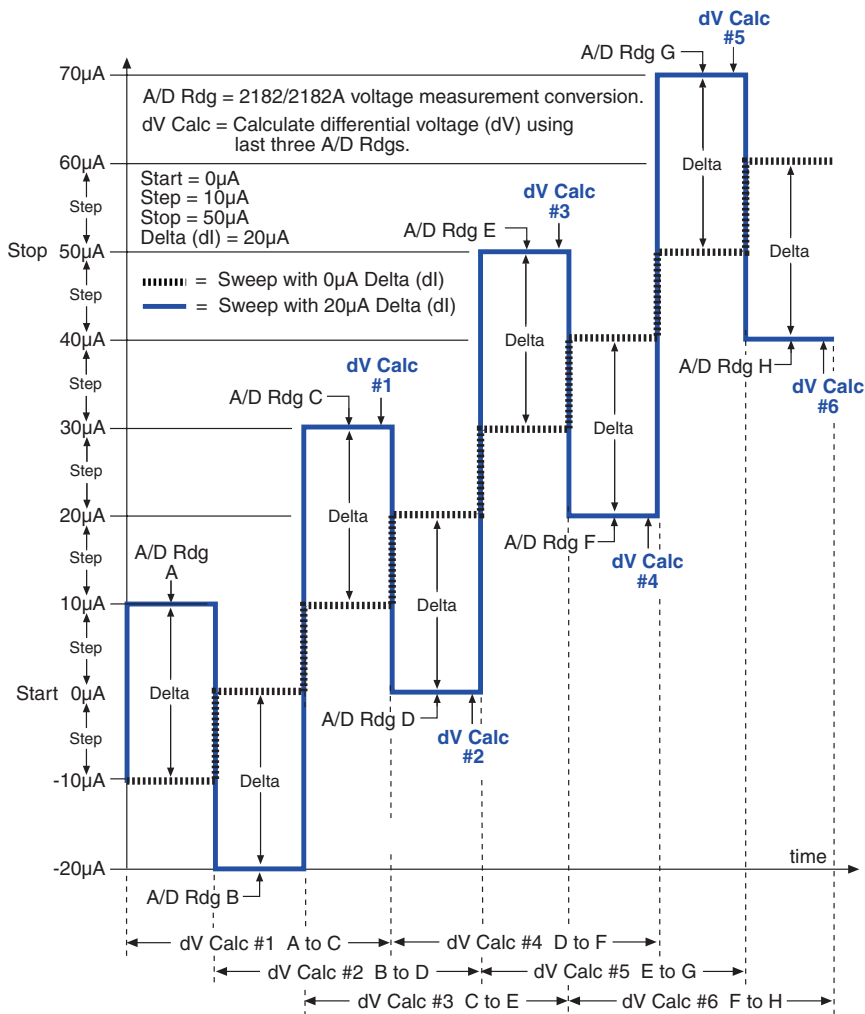 dV Calc
#5
A/D Rdg G
70µA
A/D Rdg = 2182/2182A voltage measurement conversion.
dV Calc = Calculate differential voltage (dV) using
last three A/D Rdgs.
Delta
60µA
Start = 0µA
Step = 10µA
Stop = 50µA
Delta (dI) = 20µA
dV Calc
#3
Step
A/D Rdg E
Delta
Stop 50µA
= Sweep with 0µA Delta (dI)
= Sweep with 20µA Delta (dI)
Step
Delta
40µA
dV Calc
#1
A/D Rdg H
dV Calc
#6
Step
A/D Rdg C
30µA
Delta
Step
Delta
20µA
A/D Rdg F
dV Calc
#4
Step
A/D Rdg
A
Delta
10µA
Step
Delta
Start 0µA
A/D Rdg D
dV Calc
#2
Step
Delta
-10µA
-20µA
time
A/D Rdg B
dV Calc #1 A to C
dV Calc #4 D to F
dV Calc #2 B to D
dV Calc #5 E to G
dV Calc #3 C to E
dV Calc #6 F to H